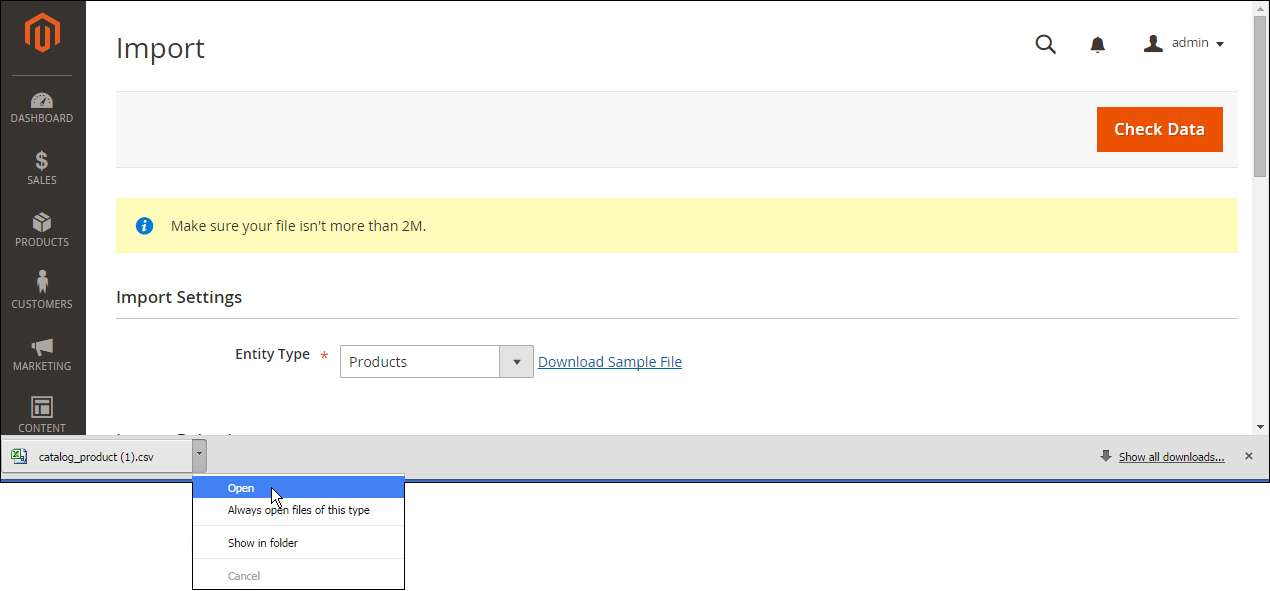 Import
admin
DASHBOARD
Check Data
SALES
PRODUCTS
Make sure your file isn't more than 2M.
CUSTOMERS
Import Settings
Entity Type *
Products
Download Sample File
MARKETING
CONTENT
catalog_product (1).csv
Show all downloads...
Open
Always open files of this type
Show in folder
Cancel